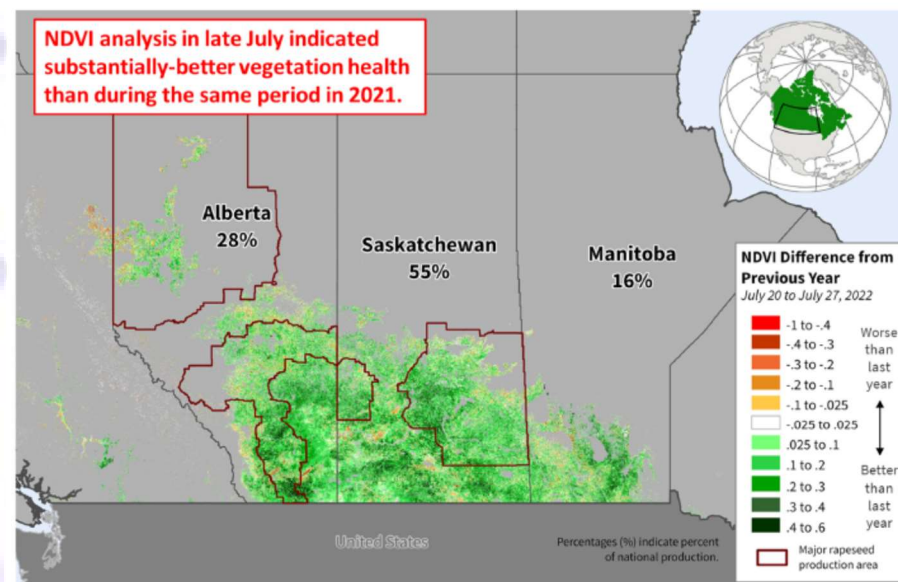 NDVI analysis in late July indicated
substantially-better vegetation health
than during the same period in 2021.
Alberta
28%
Saskatchewan
55%
Manitoba
16%
NDVI Difference from
Previous Year
July 20 to July 27, 2022
-1 to -.4
-.4 to -.3
-.3 to -.2
-.2 to -.1
-.1 to -.025
-.025 to .025
.025 to .1
.1 to .2
.2 to .3
.3 to .4
.4 to .6
Worse
than
last
year
Better
than
last
year
Major rapeseed
production area
United States
Percentages (%) indicate percent
of national production.